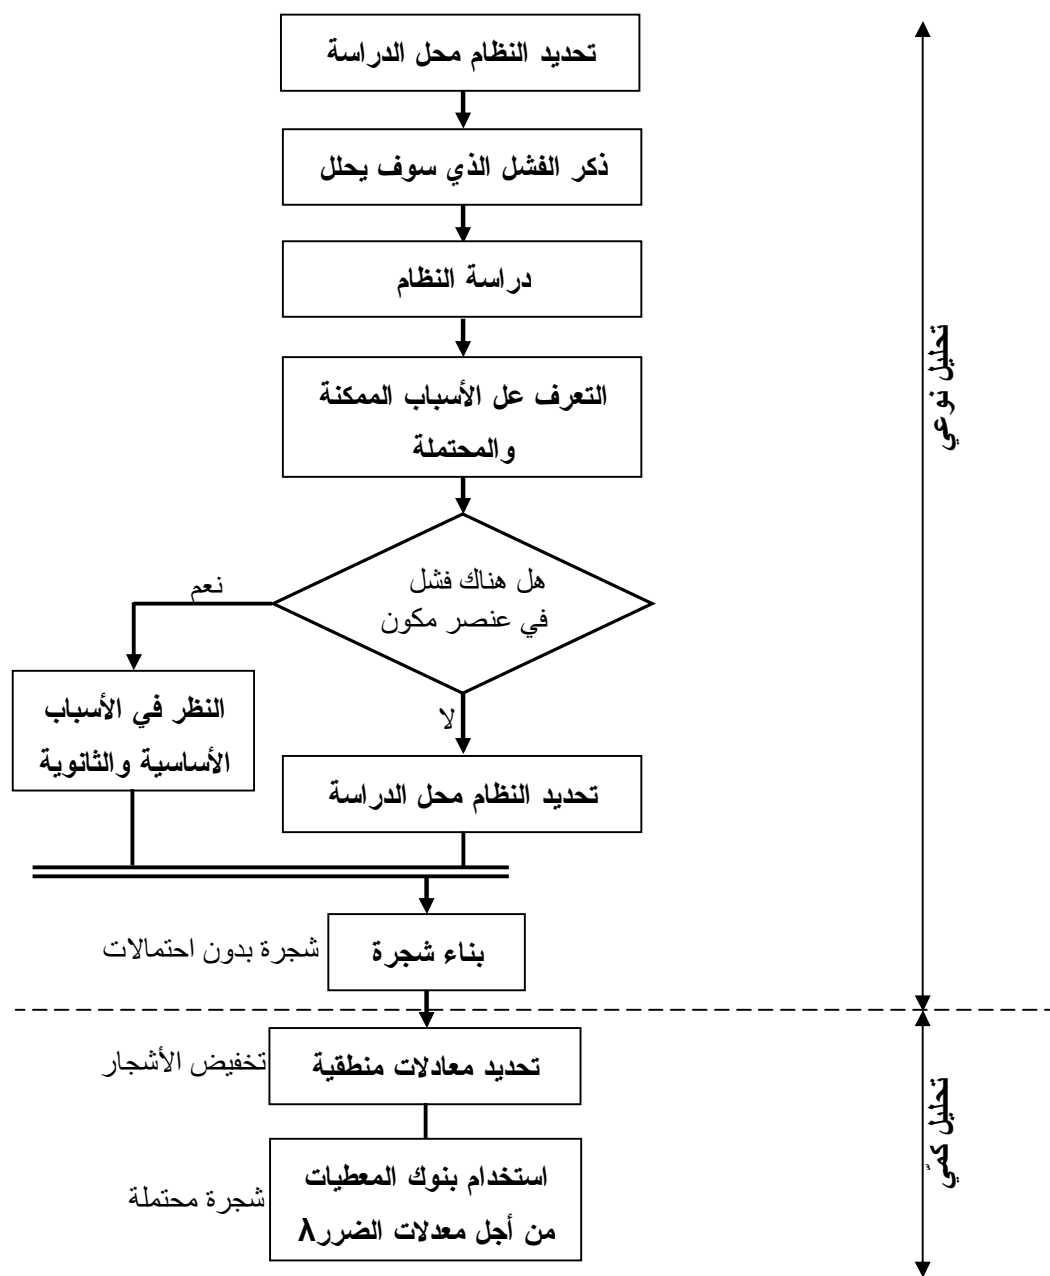 تحديد النظام محل الدراسة
ذكر الفشل الذي سوف يحلل
دراسة النظام
التعرف عل الأسباب الممكنة
والمحتملة
هل هناك فشل
في عنصر مكون
نعم
لا
النظر في الأسباب
الأساسية والثانوية
تحديد النظام محل الدراسة
بناء شجرة
شجرة بدون احتمالات
تحليل نوعي
تحديد معادلات منطقية
تخفيض الأشجار
استخدام بنوك المعطيات
من أجل معدلات الضررλ
شجرة محتملة
تحليل كمّي